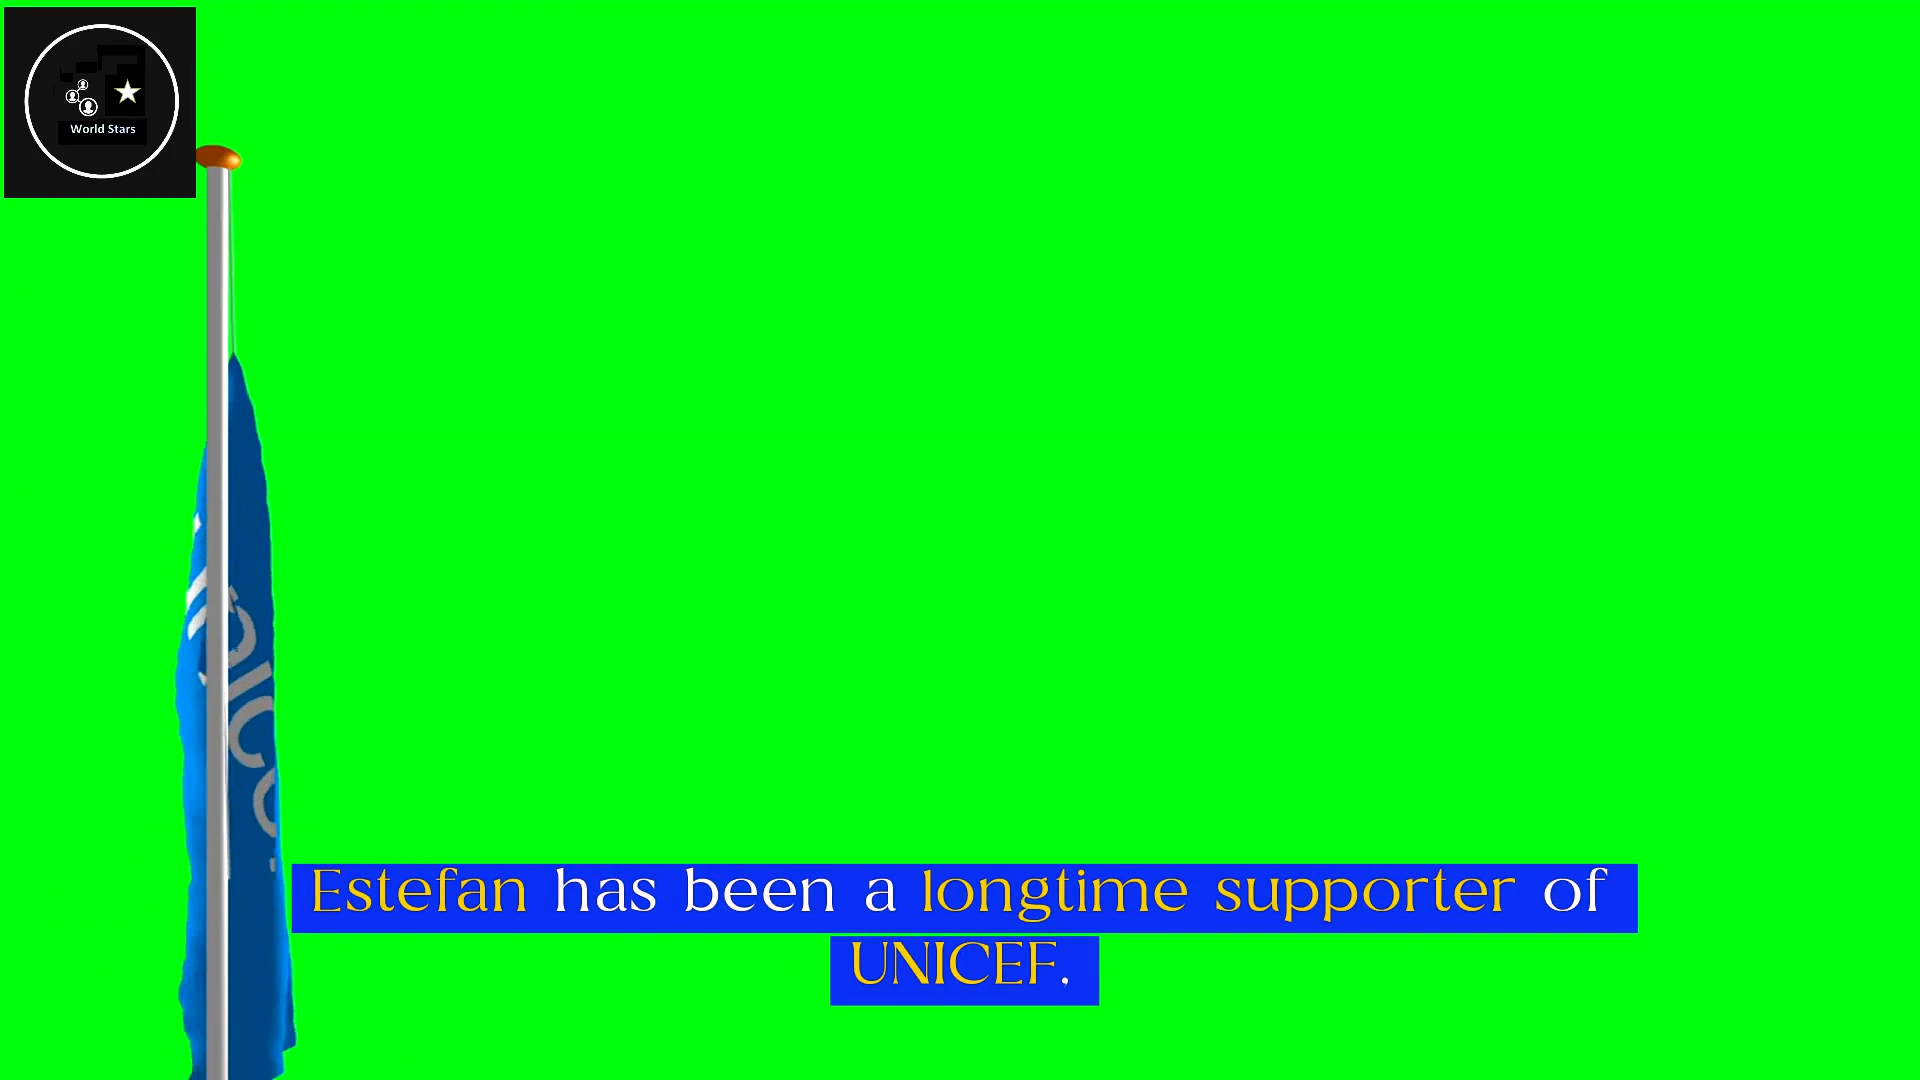 World Stars
Estefan has been a longtime supporter of
UNICEF.